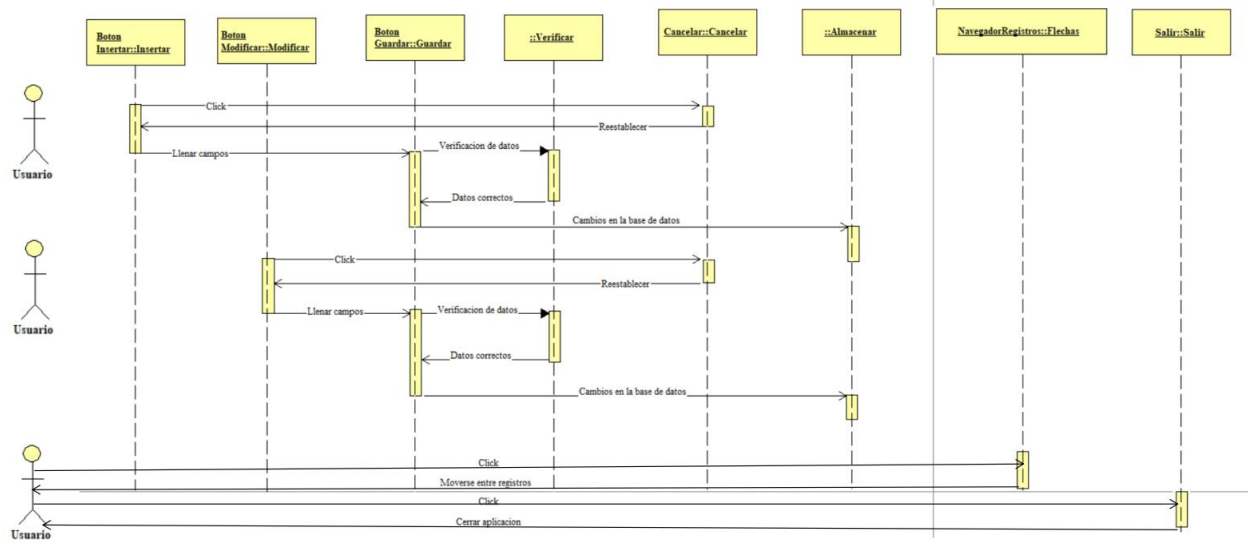 Boton
Insertar::Insertar
Boton
Modificar::Modificar
Boton
Guardar::Guardar
::Verificar
Cancelar::Cancelar
::Almacenar
NavegadorRegistros::Flechas
Salir::Salir
Click
Reestablecer
Llenar campos
Verificacion de datos
Usuario
Datos correctos
Cambios en la base de datos
Click
Reestablecer
Llenar campos
Verificacion de datos
Usuario
Datos correctos
Cambios en la base de datos
Click
Moverse entre registros
Click
Cerrar aplicacion
Usuario